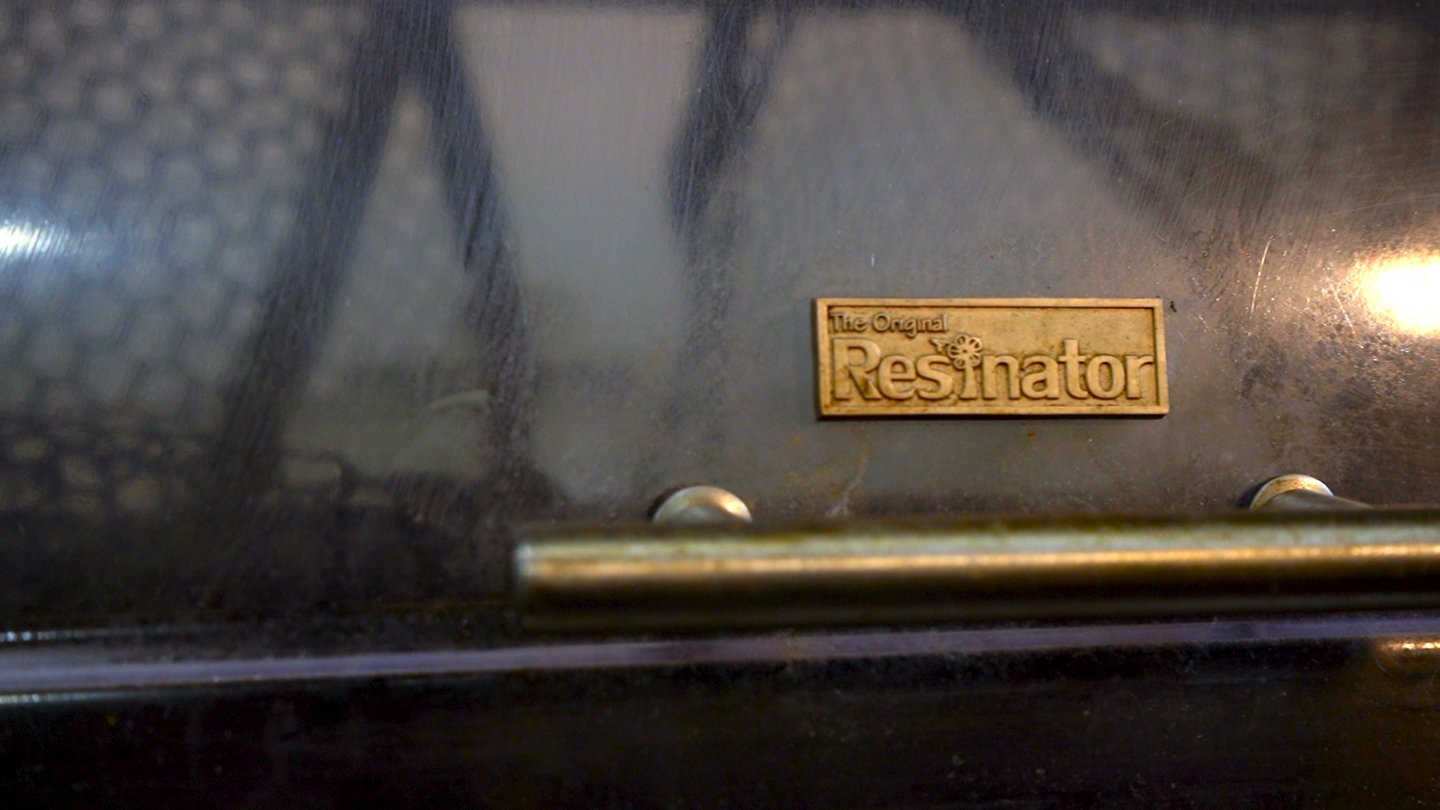 The Original
Resinator